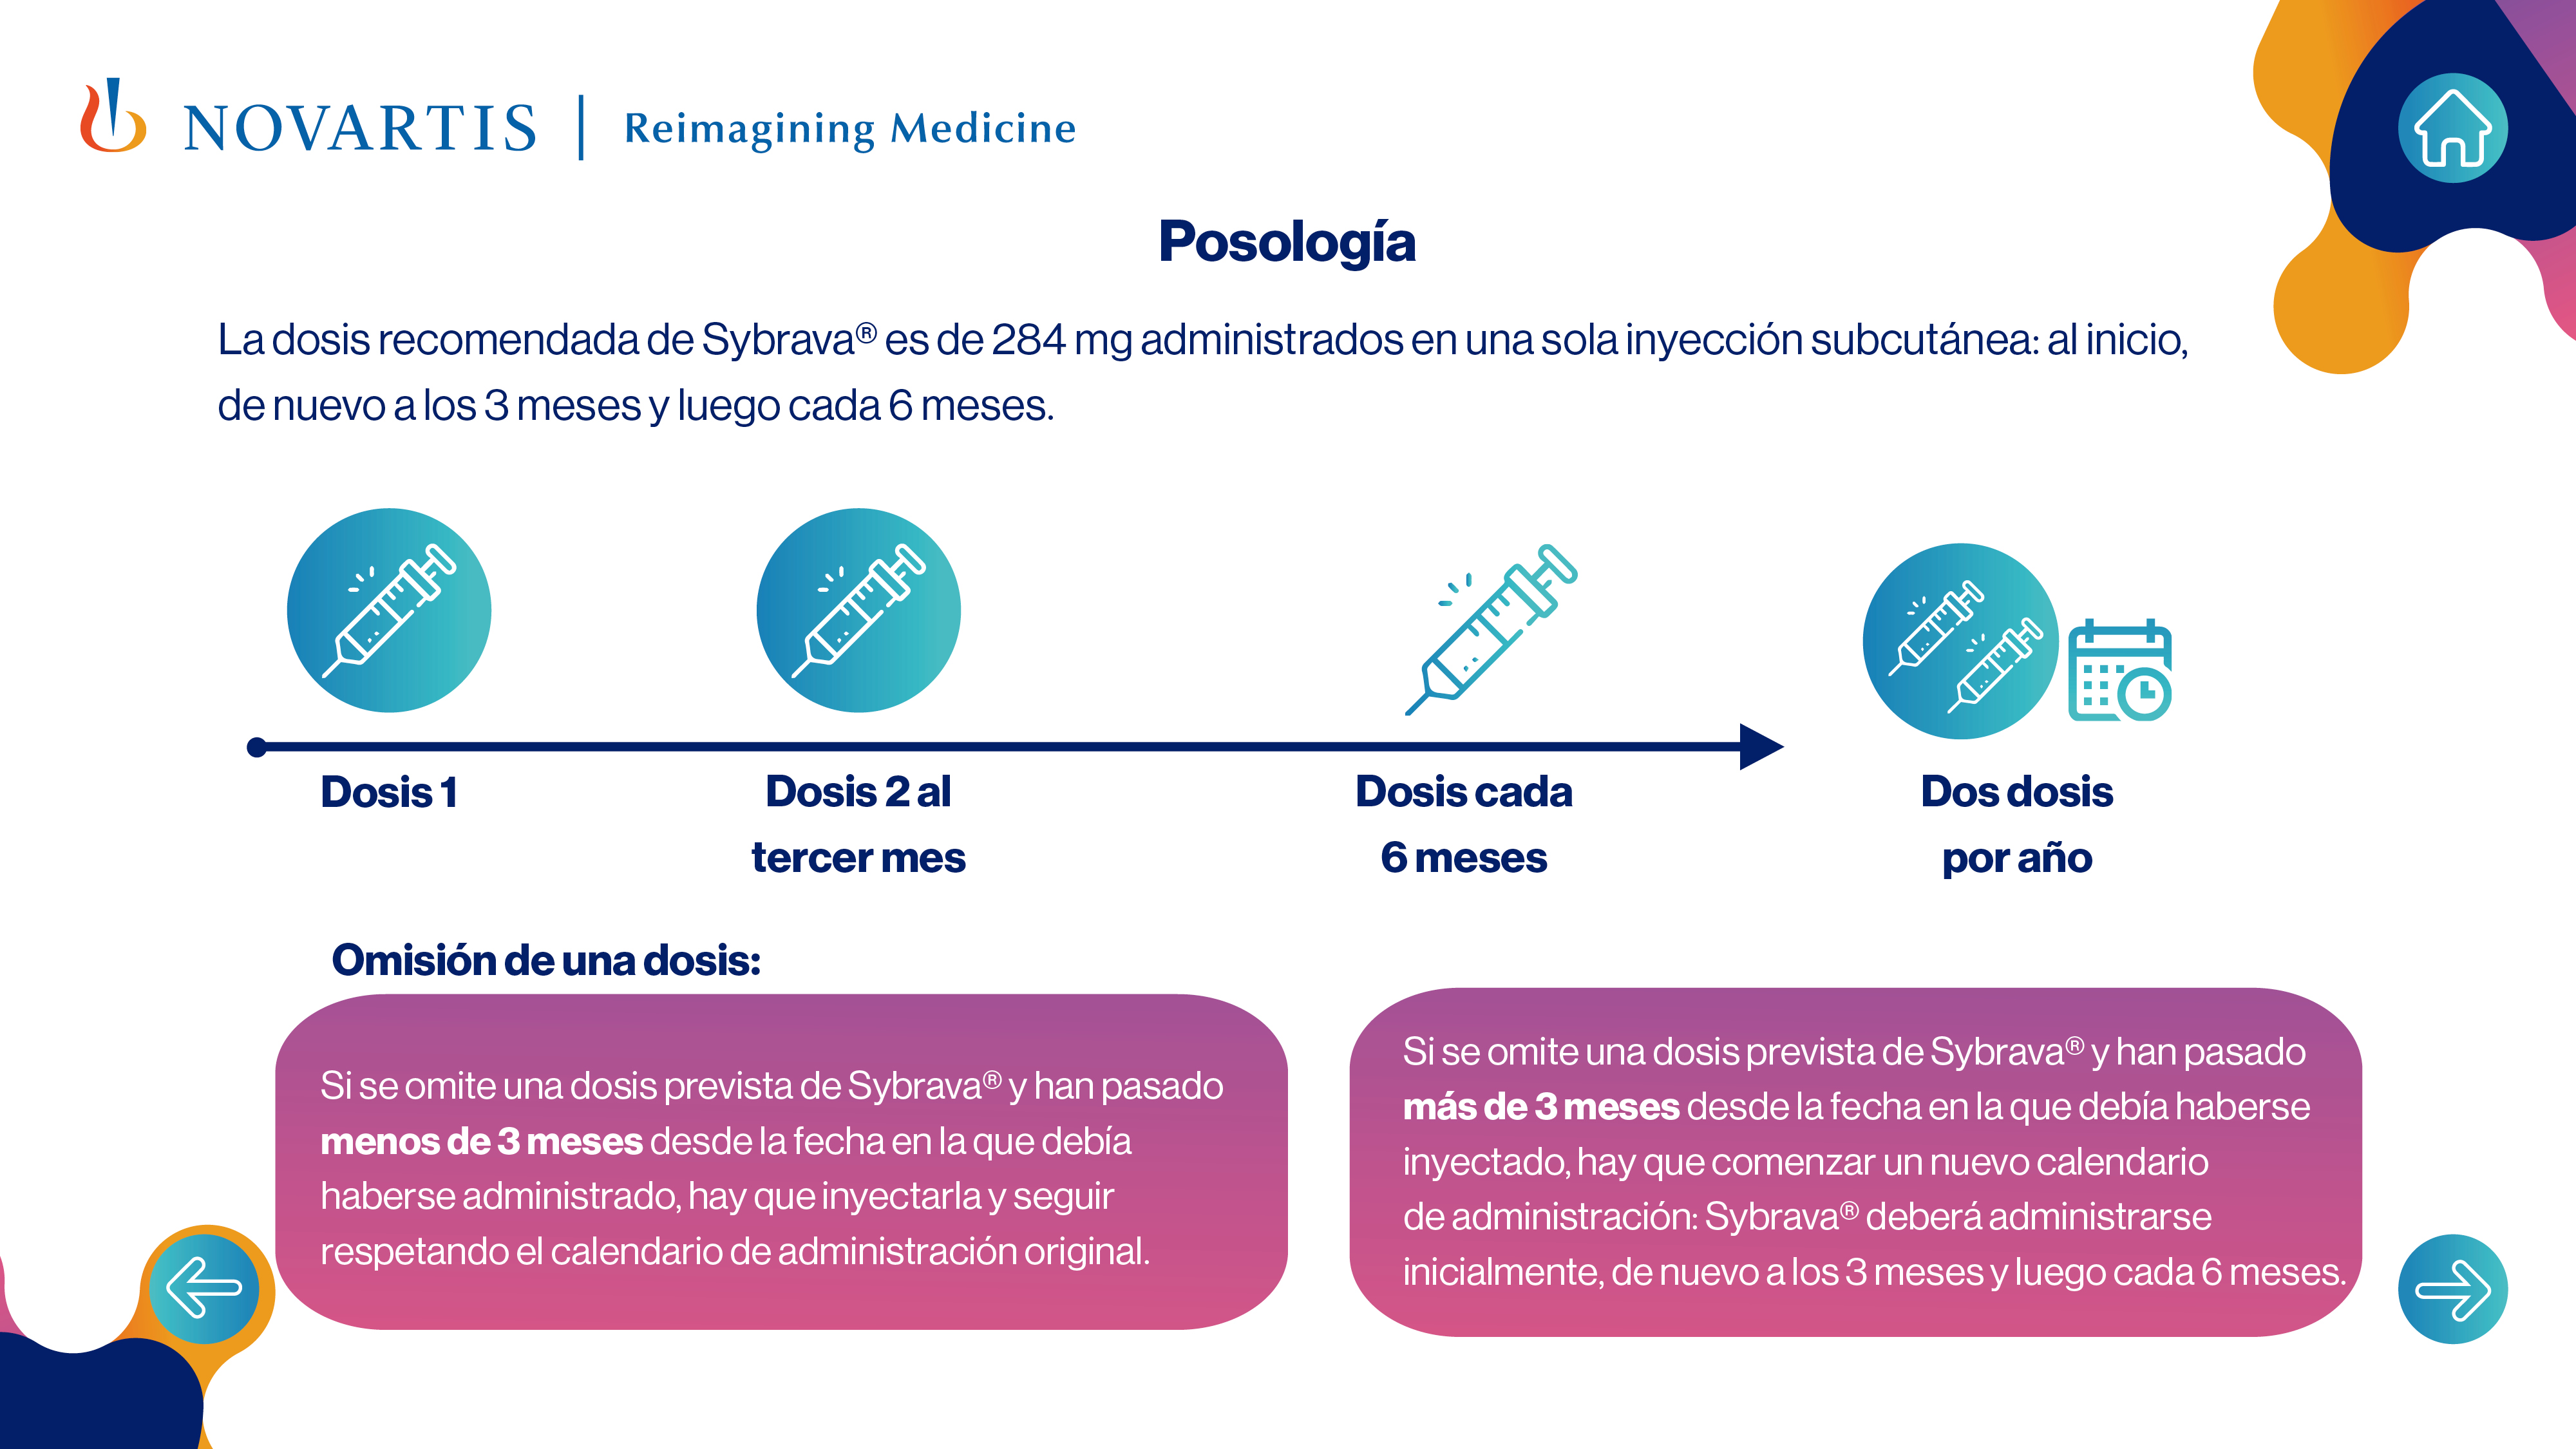 NOVARTIS | Reimagining Medicine
Posología
La dosis recomendada de Sybrava® es de 284 mg administrados en una sola inyección subcutánea: al inicio,
de nuevo a los 3 meses y luego cada 6 meses.
Dosis 1
Dosis 2 al
tercer mes
Dosis cada
6 meses
Dos dosis
por año
Omisión de una dosis:
Si se omite una dosis prevista de Sybrava® y han pasado
menos de 3 meses desde la fecha en la que debía
haberse administrado, hay que inyectarla y seguir
respetando el calendario de administración original.
Si se omite una dosis prevista de Sybrava® y han pasado
más de 3 meses desde la fecha en la que debía haberse
inyectado, hay que comenzar un nuevo calendario
de administración: Sybrava® deberá administrarse
inicialmente, de nuevo a los 3 meses y luego cada 6 meses.